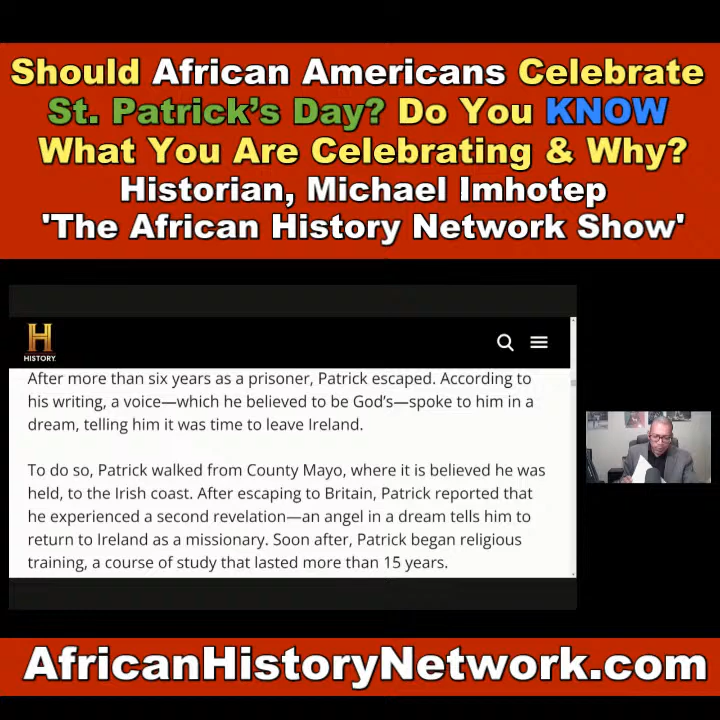 Should African Americans Celebrate
St. Patrick's Day? Do You KNOW
What You Are Celebrating & Why?
Historian, Michael Imhotep
'The African History Network Show'
H
HISTORY
After more than six years as a prisoner, Patrick escaped. According to
his writing, a voice—which he believed to be God's—spoke to him in a
dream, telling him it was time to leave Ireland.
To do so, Patrick walked from County Mayo, where it is believed he was
held, to the Irish coast. After escaping to Britain, Patrick reported that
he experienced a second revelation—an angel in a dream tells him to
return to Ireland as a missionary. Soon after, Patrick began religious
training, a course of study that lasted more than 15 years.
AfricanHistoryNetwork.com